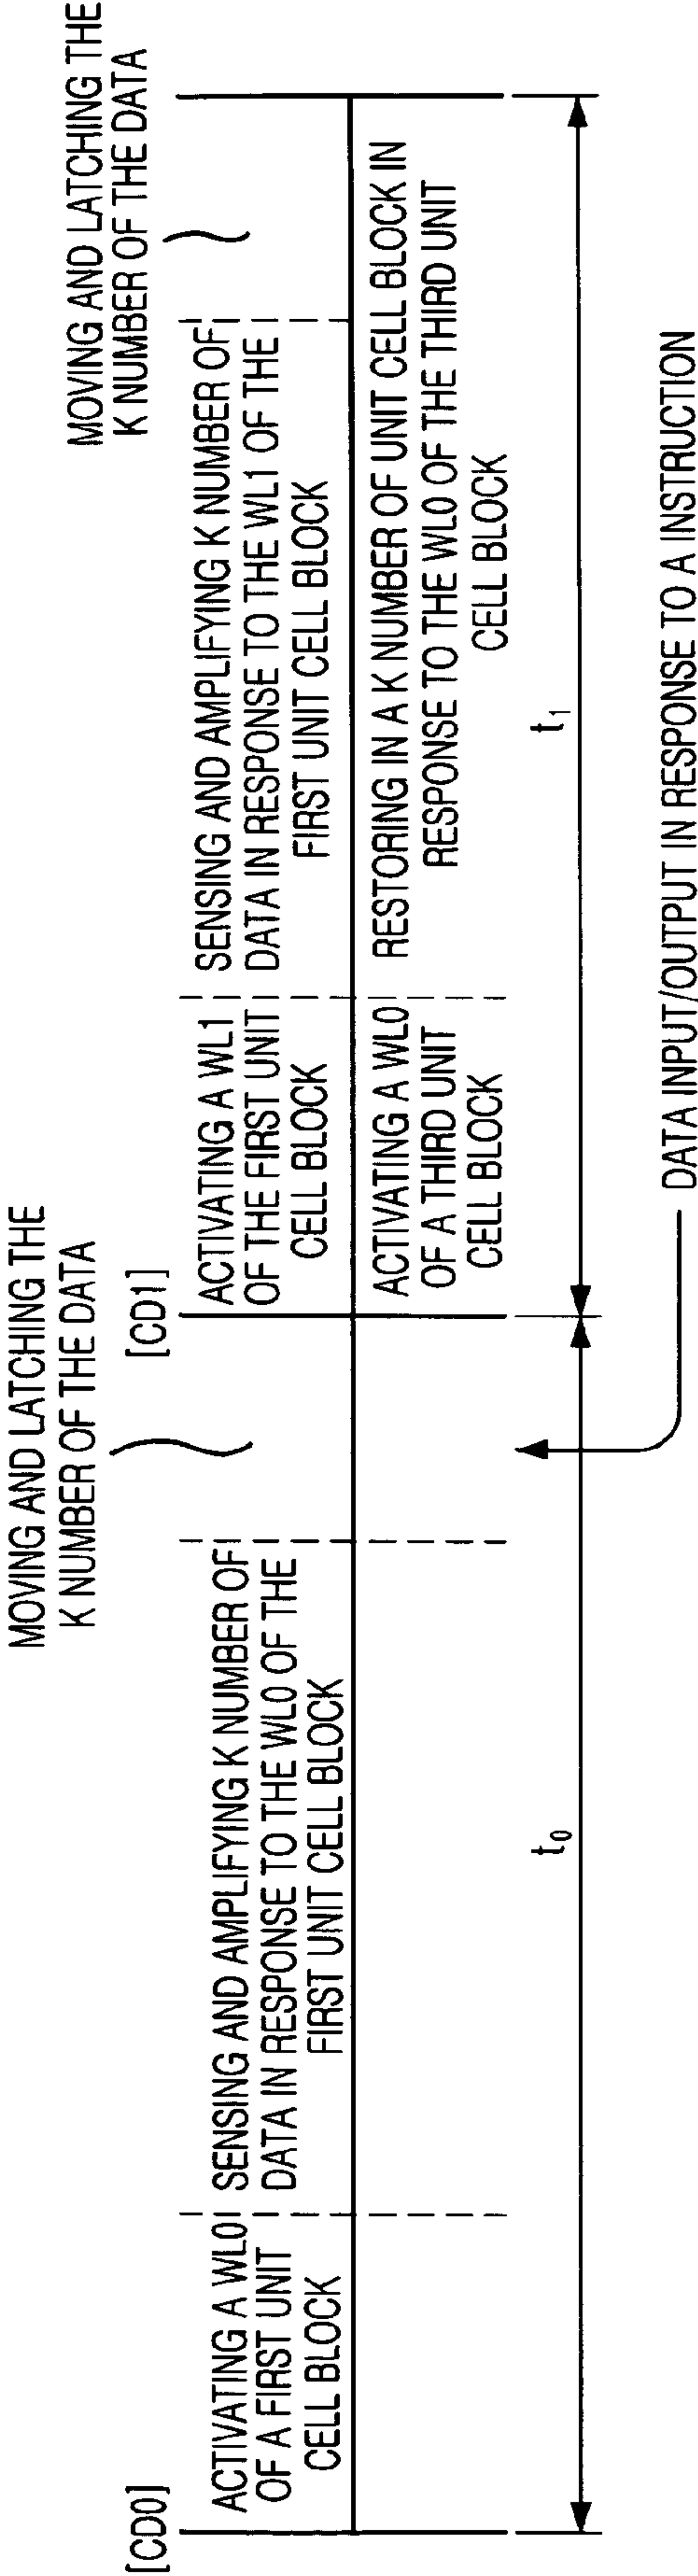 [CD0]
ACTIVATING A WL0
OF A FIRST UNIT
CELL BLOCK
SENSING AND AMPLIFYING K NUMBER OF
DATA IN RESPONSE TO THE WL0 OF THE
FIRST UNIT CELL BLOCK
MOVING AND LATCHING THE
K NUMBER OF THE DATA
[CD1]
ACTIVATING A WL1
OF THE FIRST UNIT
CELL BLOCK
SENSING AND AMPLIFYING K NUMBER OF
DATA IN RESPONSE TO THE WL1 OF THE
FIRST UNIT CELL BLOCK
MOVING AND LATCHING THE
K NUMBER OF THE DATA
ACTIVATING A WL0
OF A THIRD UNIT
CELL BLOCK
RESTORING IN A K NUMBER OF UNIT CELL BLOCK IN
RESPONSE TO THE WL0 OF THE THIRD UNIT
CELL BLOCK
t0
t1
DATA INPUT/OUTPUT IN RESPONSE TO A INSTRUCTION